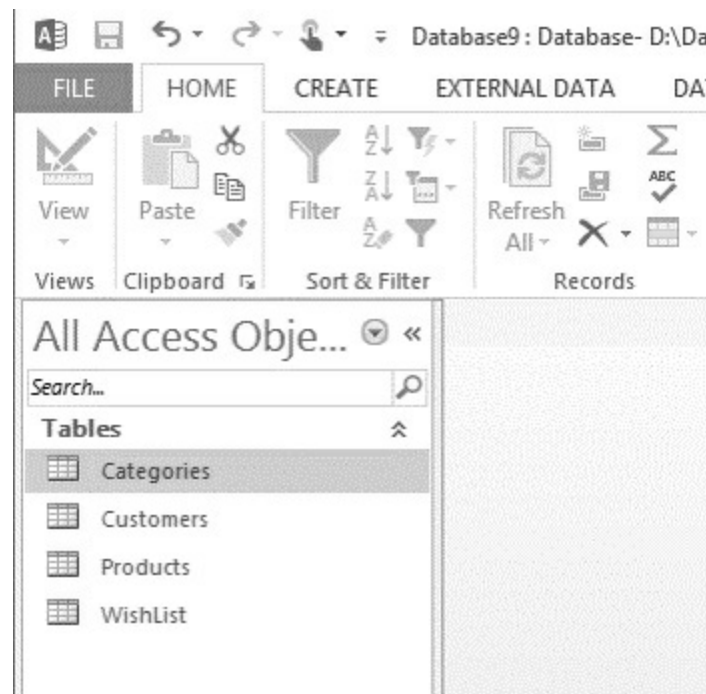 Database9 : Database- D:\Da
FILE HOME CREATE EXTERNAL DATA DA
View Paste Filter Refresh All
ABC
Views Clipboard Sort & Filter Records
All Access Obje...
Search...
Tables
Categories
Customers
Products
WishList